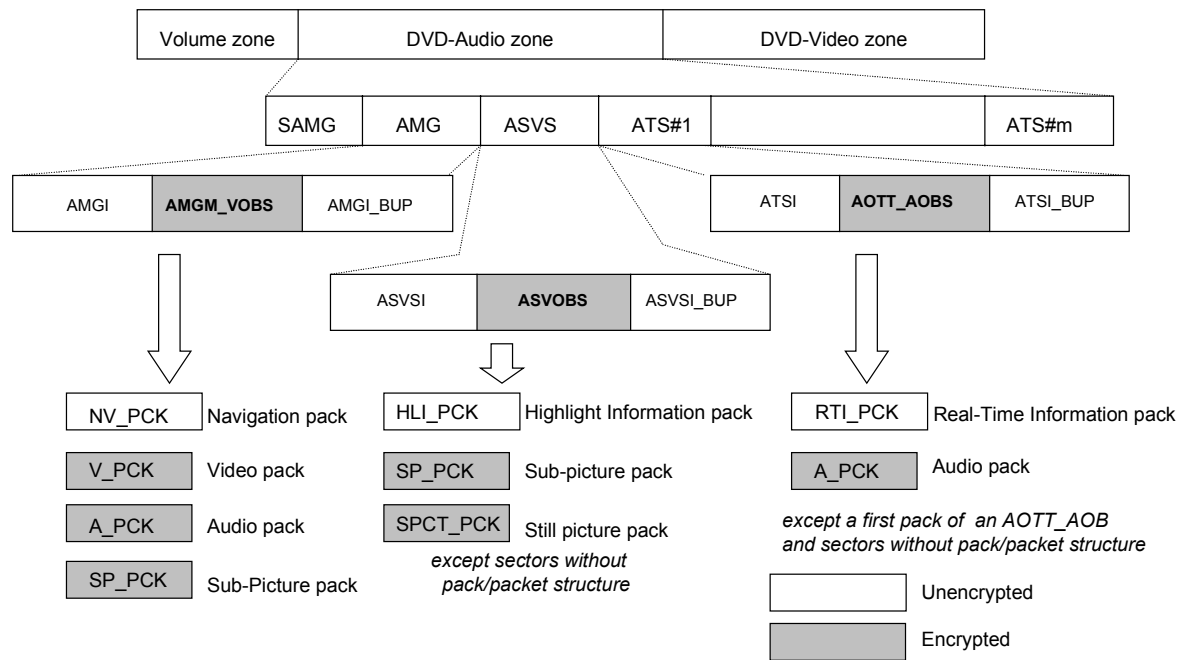 Volume zone DVD-Audio zone DVD-Video zone
SAMG AMG ASVS ATS#1 ATS#m
AMGI AMGM_VOBS AMGI_BUP
ATSI AOTT_AOBS ATSI_BUP
ASVSI ASVOBS ASVSI_BUP
NV_PCK Navigation pack
V_PCK Video pack
A_PCK Audio pack
SP_PCK Sub-Picture pack
HLI_PCK Highlight Information pack
SP_PCK Sub-picture pack
SPCT_PCK Still picture pack
except sectors without
pack/packet structure
RTI_PCK Real-Time Information pack
A_PCK Audio pack
except a first pack of an AOTT_AOB
and sectors without pack/packet structure
Unencrypted
Encrypted